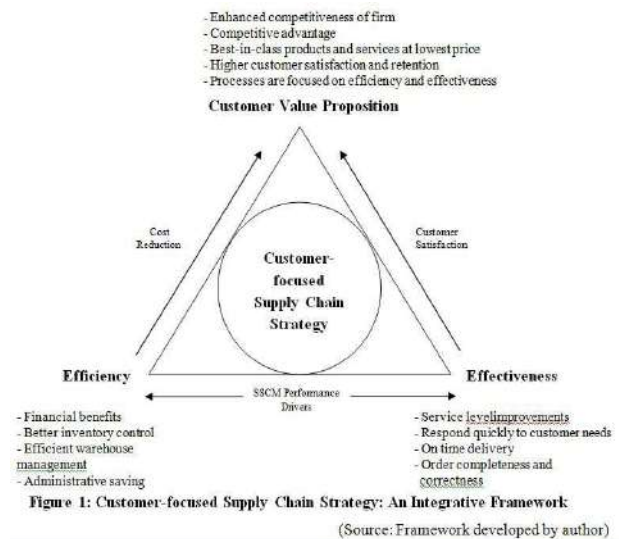 - Enhanced competitiveness of firm
- Competitive advantage
- Best-in-class products and services at lowest price
- Higher customer satisfaction and retention
- Processes are focused on efficiency and effectiveness
Customer Value Proposition
Cost
Reduction
Customer
Satisfaction
Customer-
focused
Supply Chain
Strategy
Efficiency
Effectiveness
SSCM Performance
Drivers
- Financial benefits
- Better inventory control
- Efficient warehouse
management
- Administrative saving
- Service levelimprovements
- Respond quickly to customer needs
- On time delivery
- Order completeness and
correctness
Figure 1: Customer-focused Supply Chain Strategy: An Integrative Framework
(Source: Framework developed by author)